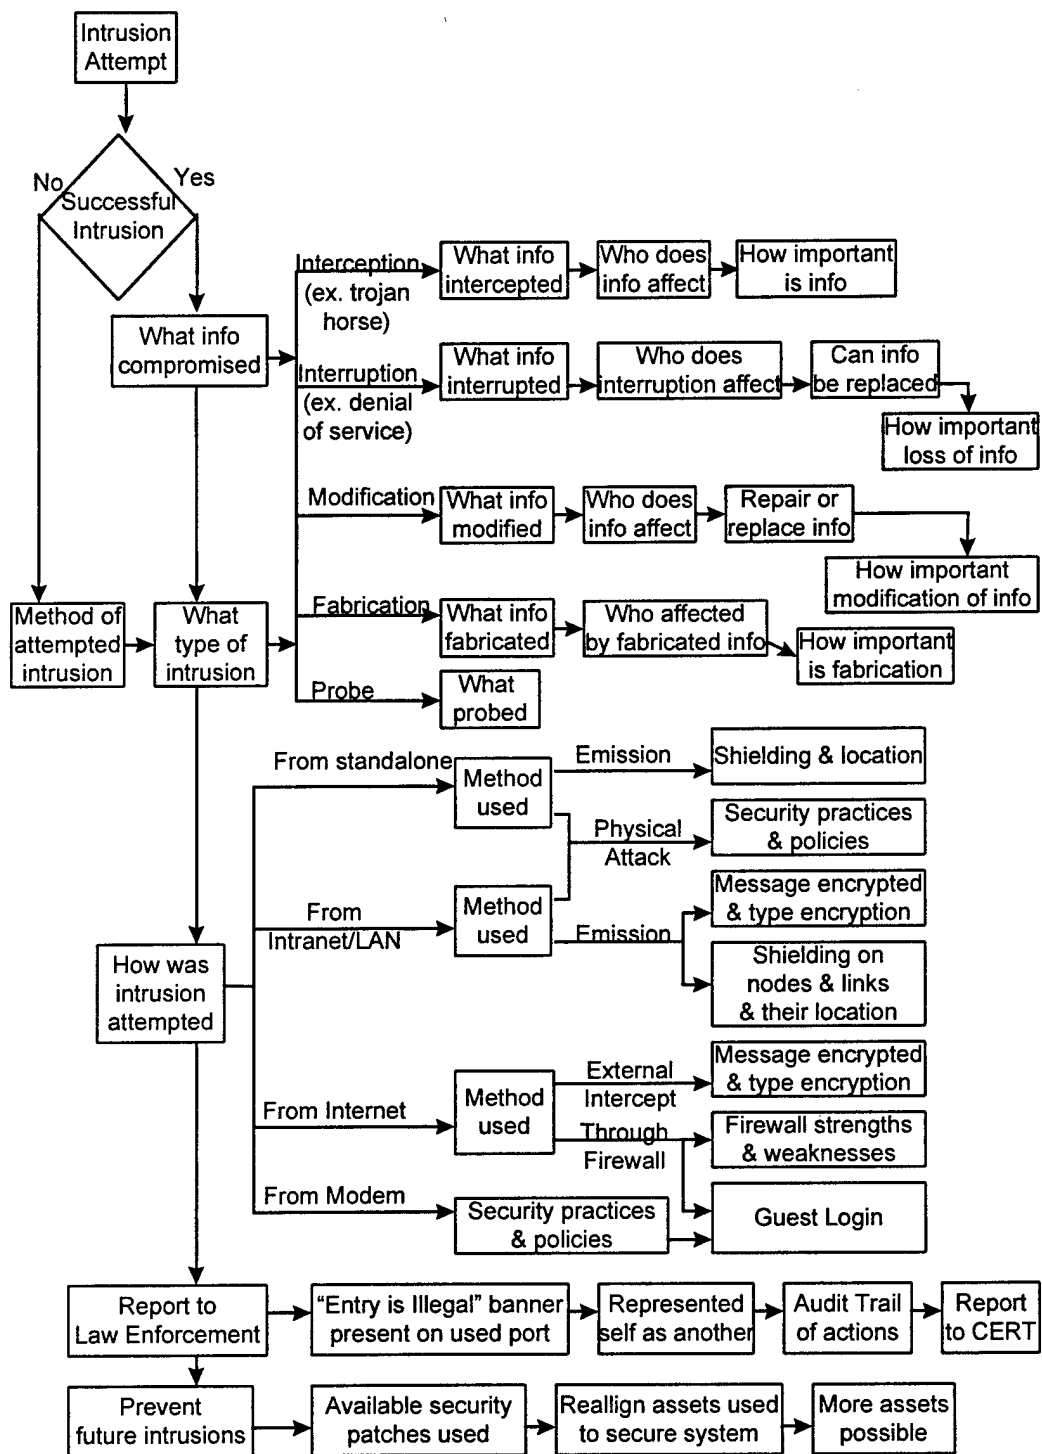 Intrusion
Attempt
No
Yes
Successful
Intrusion
What info
compromised
Interception
(ex. trojan
horse)
What info
intercepted
Who does
info affect
How important
is info
Interruption
(ex. denial
of service)
What info
interrupted
Who does
interruption affect
Can info
be replaced
How important
loss of info
Modification
What info
modified
Who does
info affect
Repair or
replace info
How important
modification of info
Method of
attempted
intrusion
What
type of
intrusion
Fabrication
What info
fabricated
Who affected
by fabricated info
How important
is fabrication
Probe
What
probed
From standalone
Method
used
Emission
Shielding & location
Physical
Attack
Security practices
& policies
How was
intrusion
attempted
From
Intranet/LAN
Method
used
Emission
Message encrypted
& type encryption
Shielding on
nodes & links
& their location
From Internet
Method
used
External
Intercept
Message encrypted
& type encryption
Through
Firewall
Firewall strengths
& weaknesses
From Modem
Security practices
& policies
Guest Login
Report to
Law Enforcement
“Entry is Illegal” banner
present on used port
Represented
self as another
Audit Trail
of actions
Report
to CERT
Prevent
future intrusions
Available security
patches used
Reallign assets used
to secure system
More assets
possible